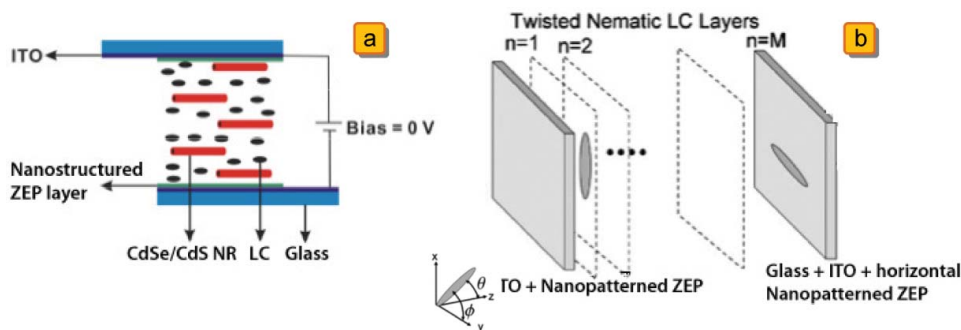 a
ITO
Bias = 0 V
Nanostructured
ZEP layer
CdSe/CdS NR LC Glass
b
Twisted Nematic LC Layers
n=1 n=2 n=M
x
θ
z
ϕ
y
ITO + Nanopatterned ZEP
Glass + ITO + horizontal
Nanopatterned ZEP